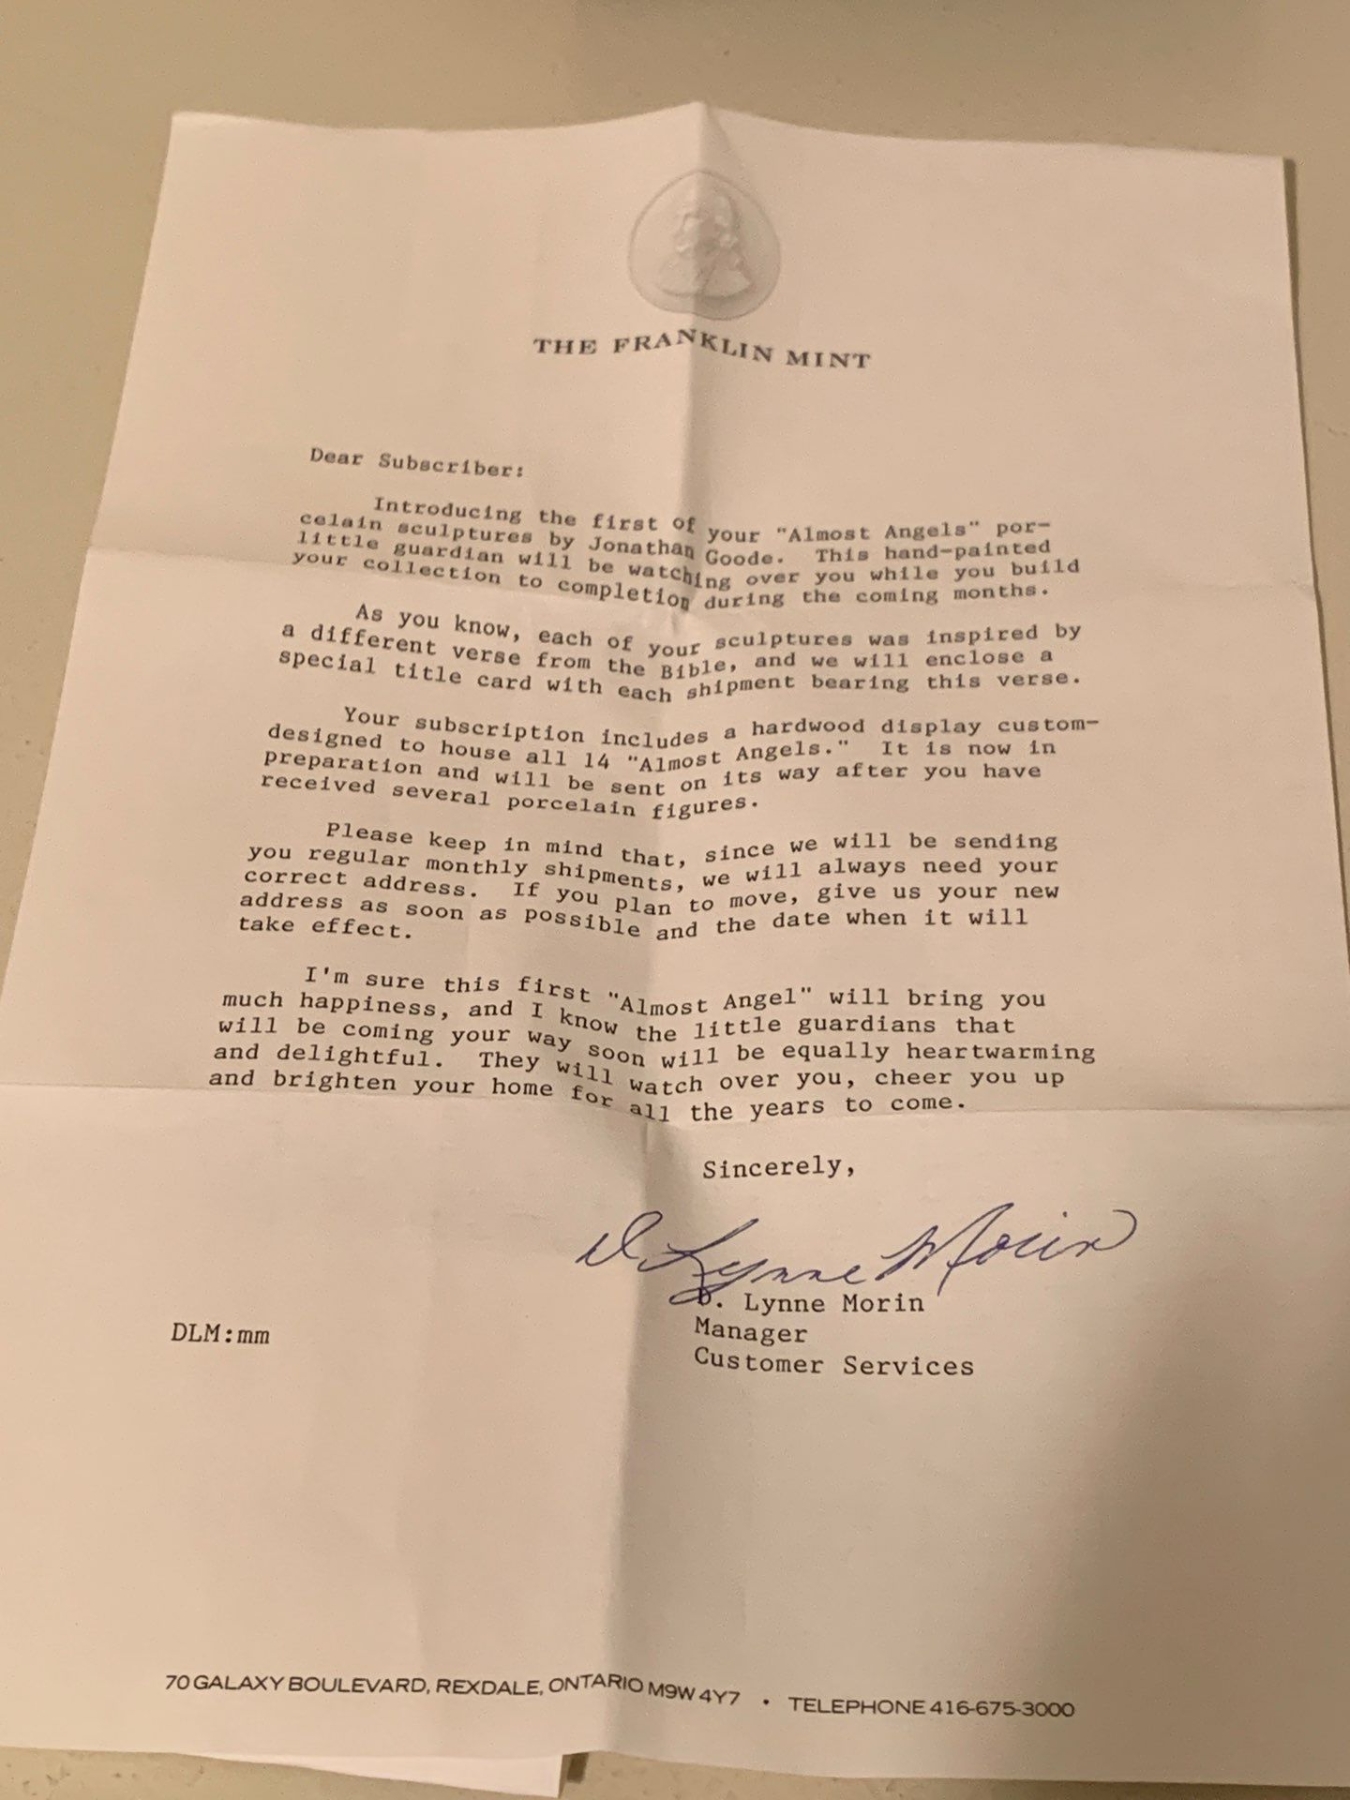 THE FRANKLIN MINT
Dear Subscriber:
Introducing the first of your "Almost Angels" por-
celain sculptures by Jonathan Goode. This hand-painted
little guardian will be watching over you while you build
your collection to completion during the coming months.
As you know, each of your sculptures was inspired by
a different verse from the Bible, and we will enclose a
special title card with each shipment bearing this verse.
Your subscription includes a hardwood display custom-
designed to house all 14 "Almost Angels." It is now in
preparation and will be sent on its way after you have
received several porcelain figures.
Please keep in mind that, since we will be sending
you regular monthly shipments, we will always need your
correct address. If you plan to move, give us your new
address as soon as possible and the date when it will
take effect.
I'm sure this first "Almost Angel" will bring you
much happiness, and I know the little guardians that
will be coming your way soon will be equally heartwarming
and delightful. They will watch over you, cheer you up
and brighten your home for all the years to come.
Sincerely,
D Lynne Morin
D. Lynne Morin
Manager
Customer Services
DLM:mm
70 GALAXY BOULEVARD, REXDALE, ONTARIO M9W 4Y7 • TELEPHONE 416-675-3000